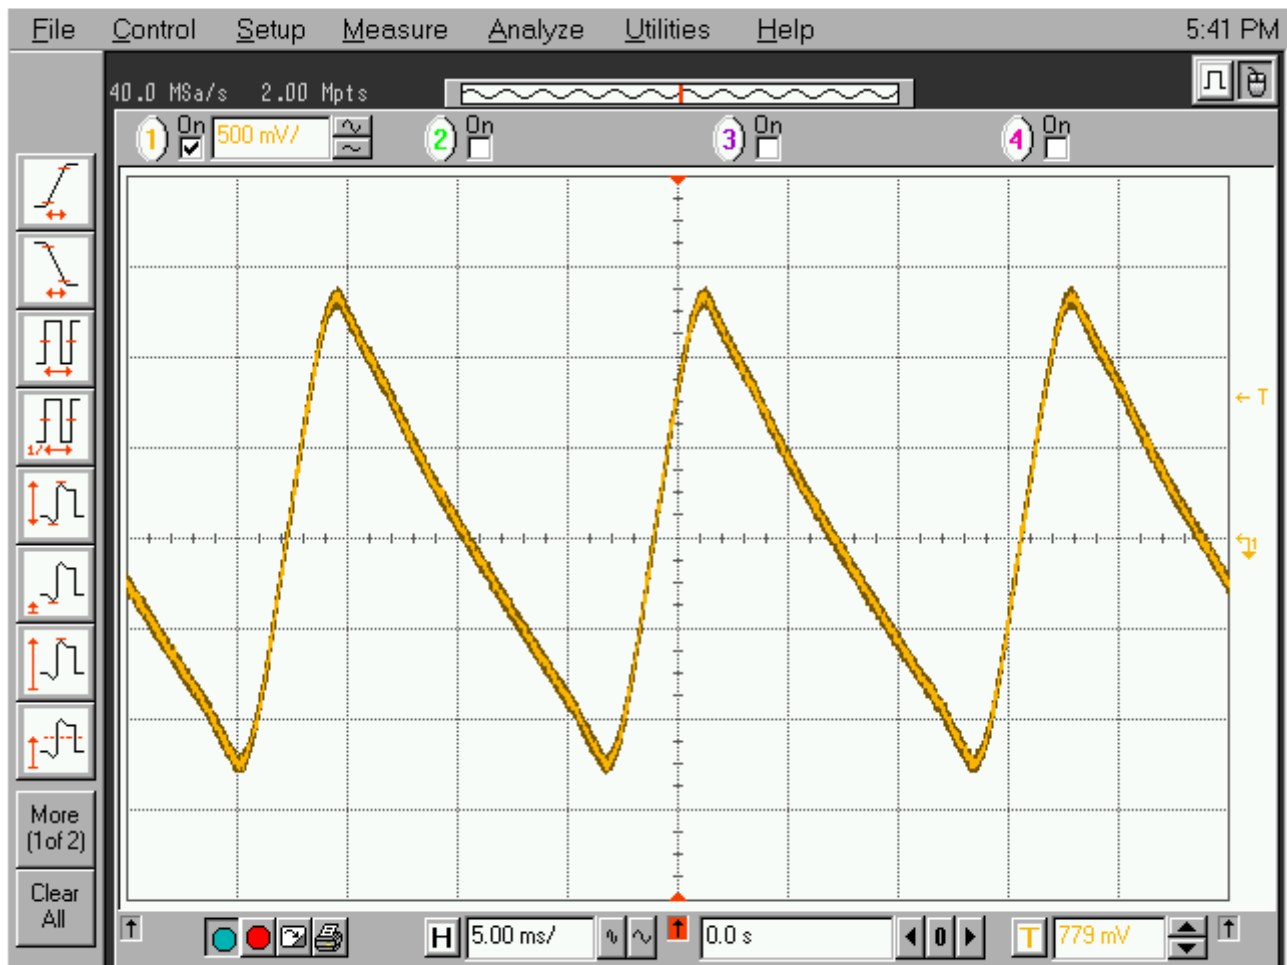 File Control Setup Measure Analyze Utilities Help 5:41 PM
40.0 MSa/s 2.00 Mpts
1 On 500 mV/ 2 On 3 On 4 On
1/
T
1
More
(1of 2)
Clear
All
H 5.00 ms/ 0.0 s 0 T 779 mV